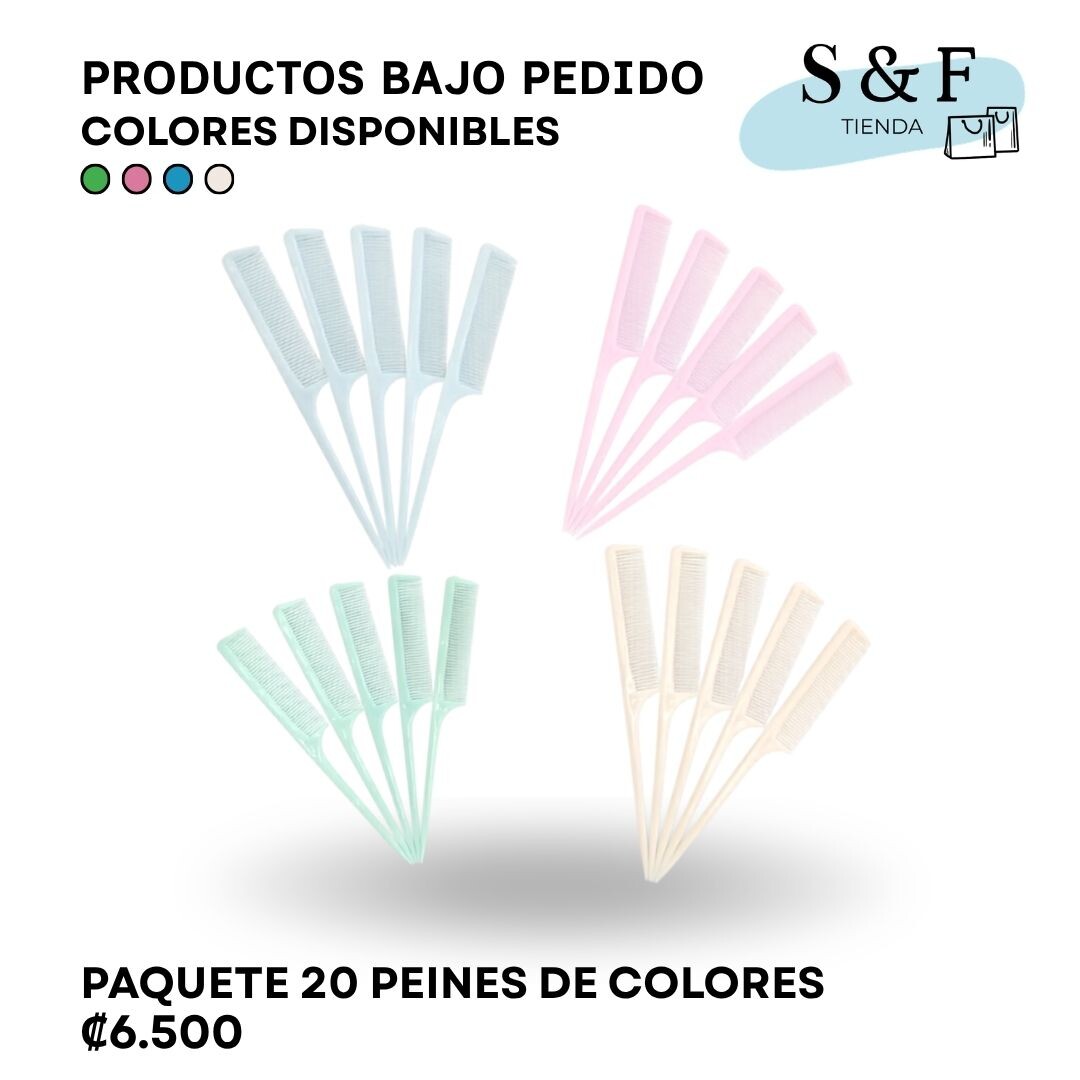 PRODUCTOS BAJO PEDIDO
COLORES DISPONIBLES
S & F
TIENDA
PAQUETE 20 PEINES DE COLORES
₡6.500